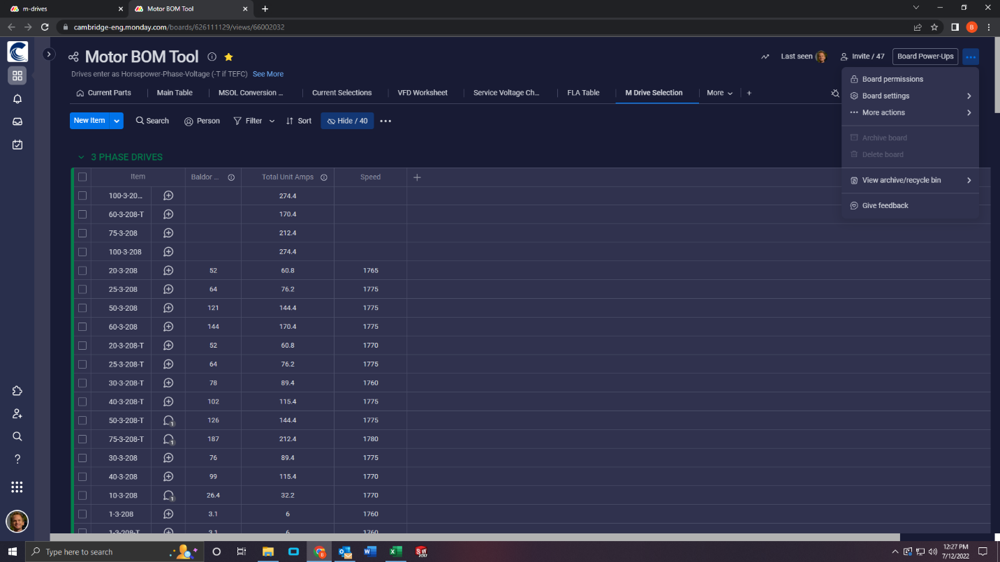 m-drives
Motor BOM Tool
cambridge-eng.monday.com/boards/626111129/views/66002032
B
Motor BOM Tool
Last seen
Invite / 47
Board Power-Ups
Drives enter as Horsepower-Phase-Voltage (-T if TEFC) See More
Current Parts
Main Table
MSOL Conversion ...
Current Selections
VFD Worksheet
Service Voltage Ch...
FLA Table
M Drive Selection
More
Board permissions
Board settings
More actions
Archive board
Delete board
View archive/recycle bin
Give feedback
New Item
Search
Person
Filter
Sort
Hide / 40
3 PHASE DRIVES
Item Baldor ... Total Unit Amps Speed
100-3-20... 274.4
60-3-208-T 170.4
75-3-208 212.4
100-3-208 274.4
20-3-208 52 60.8 1765
25-3-208 64 76.2 1775
50-3-208 121 144.4 1775
60-3-208 144 170.4 1775
20-3-208-T 52 60.8 1770
25-3-208-T 64 76.2 1775
30-3-208-T 78 89.4 1760
40-3-208-T 102 115.4 1775
50-3-208-T 1 126 144.4 1775
75-3-208-T 1 187 212.4 1780
30-3-208 76 89.4 1775
40-3-208 99 115.4 1770
10-3-208 1 26.4 32.2 1770
1-3-208 3.1 6 1760
1-3-208-T 3.1 6 1760
Type here to search
12:27 PM
7/12/2022